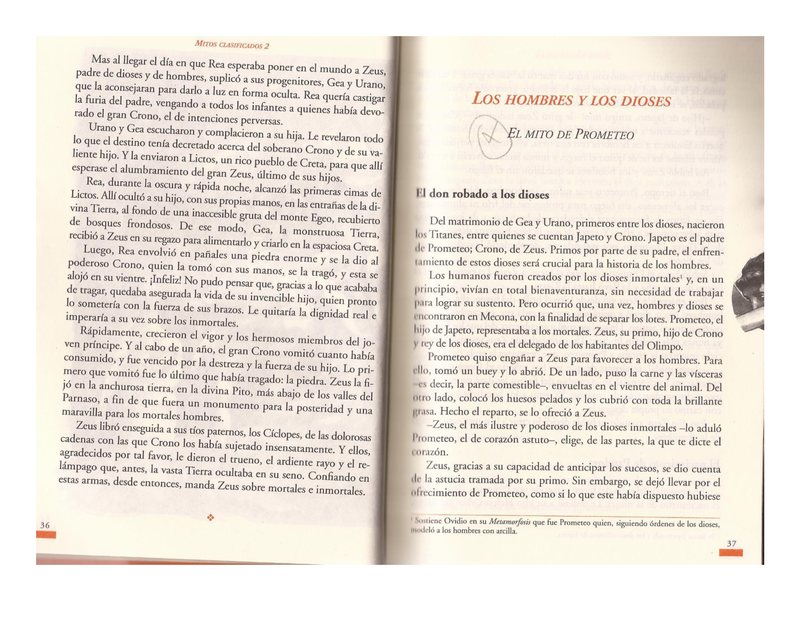 MITOS CLASIFICADOS 2
Mas al llegar el día en que Rea esperaba poner en el mundo a Zeus,
padre de dioses y de hombres, suplicó a sus progenitores, Gea y Urano,
que la aconsejaran para darlo a luz en forma oculta. Rea quería castigar
la furia del padre, vengando a todos los infantes a quienes había devo-
rado el gran Crono, el de intenciones perversas.
Urano y Gea escucharon y complacieron a su hija. Le revelaron todo
lo que el destino tenía decretado acerca del soberano Crono y de su va-
liente hijo. Y la enviaron a Lictos, un rico pueblo de Creta, para que allí
esperase el alumbramiento del gran Zeus, último de sus hijos.
Rea, durante la oscura y rápida noche, alcanzó las primeras cimas de
Lictos. Allí ocultó a su hijo, con sus propias manos, en las entrañas de la di-
vina Tierra, al fondo de una inaccesible gruta del monte Egeo, recubierto
de bosques frondosos. De ese modo, Gea, la monstruosa Tierra,
recibió a Zeus en su regazo para alimentarlo y criarlo en la espaciosa Creta.
Luego, Rea envolvió en pañales una piedra enorme y se la dio al
poderoso Crono, quien la tomó con sus manos, se la tragó, y esta se
alojó en su vientre. ¡Infeliz! No pudo pensar que, gracias a lo que acababa
de tragar, quedaba asegurada la vida de su invencible hijo, quien pronto
lo sometería con la fuerza de sus brazos. Le quitaría la dignidad real e
imperaría a su vez sobre los inmortales.
Rápidamente, crecieron el vigor y los hermosos miembros del jo-
ven príncipe. Y al cabo de un año, el gran Crono vomitó cuanto había
consumido, y fue vencido por la destreza y la fuerza de su hijo. Lo pri-
mero que vomitó fue lo último que había tragado: la piedra. Zeus la fi-
jó en la anchurosa tierra, en la divina Pito, más abajo de los valles del
Parnaso, a fin de que fuera un monumento para la posteridad y una
maravilla para los mortales hombres.
Zeus libró enseguida a sus tíos paternos, los Cíclopes, de las dolorosas
cadenas con las que Crono los había sujetado insensatamente. Y ellos,
agradecidos por tal favor, le dieron el trueno, el ardiente rayo y el re-
lámpago que, antes, la vasta Tierra ocultaba en su seno. Confiando en
estas armas, desde entonces, manda Zeus sobre mortales e inmortales.
36
LOS HOMBRES Y LOS DIOSES
EL MITO DE PROMETEO
El don robado a los dioses
Del matrimonio de Gea y Urano, primeros entre los dioses, nacieron
los Titanes, entre quienes se cuentan Japeto y Crono. Japeto es el padre
de Prometeo; Crono, de Zeus. Primos por parte de su padre, el enfren-
tamiento de estos dioses será crucial para la historia de los hombres.
Los humanos fueron creados por los dioses inmortales¹ y, en un
principio, vivían en total bienaventuranza, sin necesidad de trabajar
para lograr su sustento. Pero ocurrió que, una vez, hombres y dioses se
encontraron en Mecona, con la finalidad de separar los lotes. Prometeo, el
hijo de Japeto, representaba a los mortales. Zeus, su primo, hijo de Crono
y rey de los dioses, era el delegado de los habitantes del Olimpo.
Prometeo quiso engañar a Zeus para favorecer a los hombres. Para
ello, tomó un buey y lo abrió. De un lado, puso la carne y las vísceras
–es decir, la parte comestible–, envueltas en el vientre del animal. Del
otro lado, colocó los huesos pelados y los cubrió con toda la brillante
grasa. Hecho el reparto, se lo ofreció a Zeus.
–Zeus, el más ilustre y poderoso de los dioses inmortales –lo aduló
Prometeo, el de corazón astuto–, elige, de las partes, la que te dicte el
corazón.
Zeus, gracias a su capacidad de anticipar los sucesos, se dio cuenta
de la astucia tramada por su primo. Sin embargo, se dejó llevar por el
ofrecimiento de Prometeo, como si lo que este había dispuesto hubiese
¹ Sostiene Ovidio en su Metamorfosis que fue Prometeo quien, siguiendo órdenes de los dioses,
modeló a los hombres con arcilla.
37